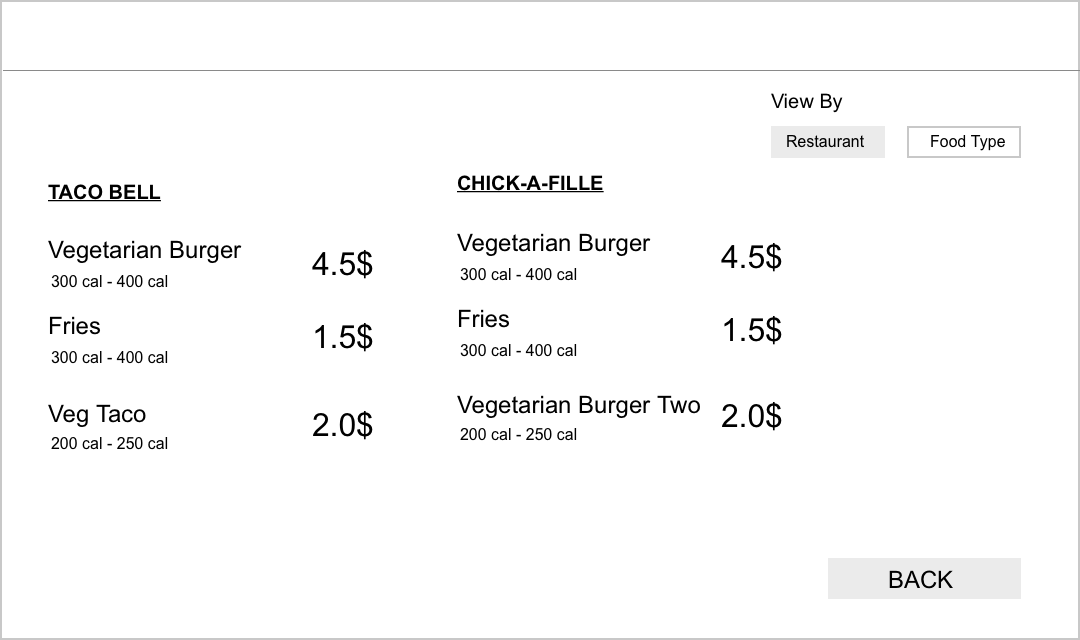 View By
Restaurant
Food Type
TACO BELL
Vegetarian Burger
300 cal - 400 cal
4.5$
Fries
300 cal - 400 cal
1.5$
Veg Taco
200 cal - 250 cal
2.0$
CHICK-A-FILLE
Vegetarian Burger
300 cal - 400 cal
4.5$
Fries
300 cal - 400 cal
1.5$
Vegetarian Burger Two
200 cal - 250 cal
2.0$
BACK